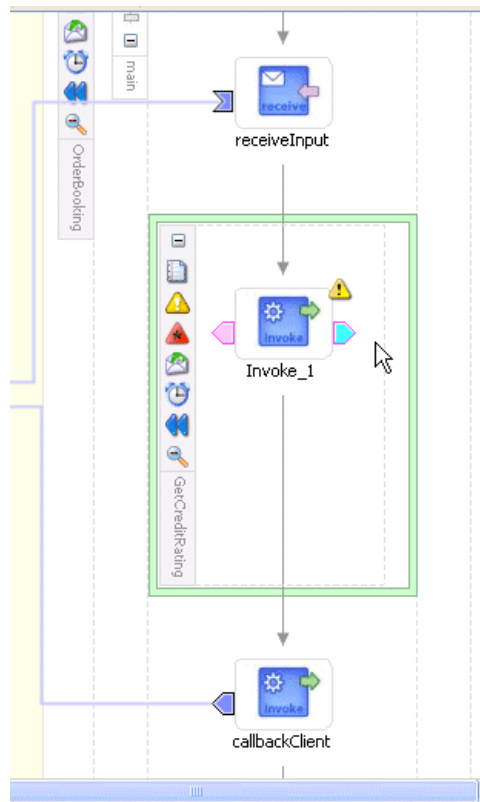 main
OrderBooking
receive
receiveInput
invoke
Invoke_1
GetCreditRating
invoke
callbackClient